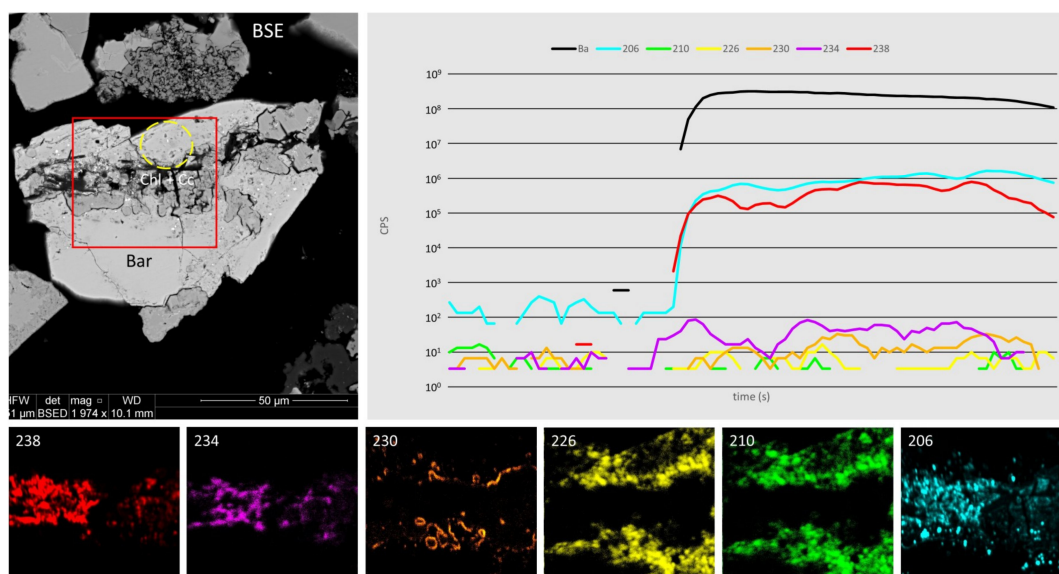 BSE
Chl + Cc
Bar
HFW det mag □ WD
51 µm BSED 1 974 x 10.1 mm
50 µm
Ba 206 210 226 230 234 238
10⁹
10⁸
10⁷
10⁶
10⁵
10⁴
10³
10²
10¹
10⁰
CPS
time (s)
238 234 230 226 210 206